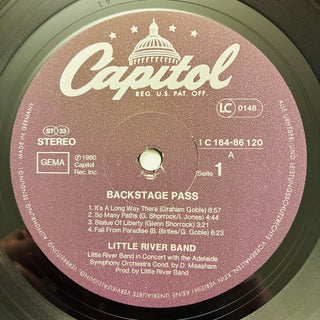 Capitol
REG. U.S. PAT. OFF.
ST 33
STEREO
LC 0148
GEMA
℗1980
Capitol
Rec. Inc.
1 C 164-86 120
A
Seite 1
BACKSTAGE PASS
1. It's A Long Way There (Graham Goble) 8:57
2. So Many Paths (G. Shprrock/I. Jones) 4:44
3. Statue Of Liberty (Glenn Shorrock) 3:21
4. Fall From Paradise (B. Birtles/G. Goble) 6:23
LITTLE RIVER BAND
Little River Band in Concert with the Adelaide
Symphony Orchestra Cond. by D. Measham
Prod. by Little River Band
MADE IN GERMANY